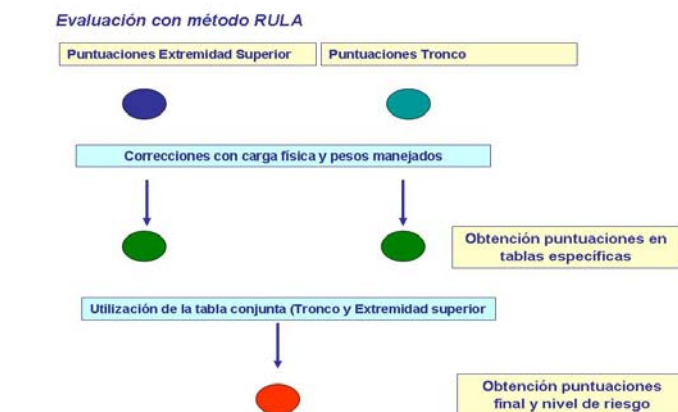 Evaluación con método RULA
Puntuaciones Extremidad Superior
Puntuaciones Tronco
Correcciones con carga física y pesos manejados
Obtención puntuaciones en
tablas específicas
Utilización de la tabla conjunta (Tronco y Extremidad superior
Obtención puntuaciones
final y nivel de riesgo